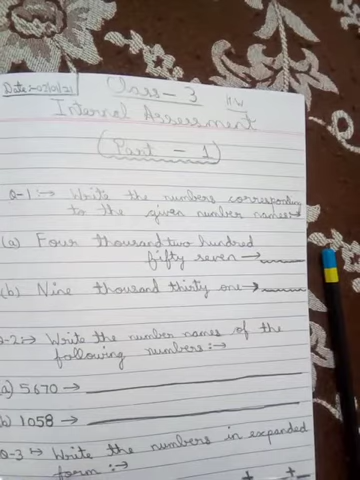 Class - 3
H.W
Internal Assessment
(Part - 1)
Q-1:→ Write the numbers corresponding
to the given number names→
(a) Four thousand two hundred
fifty seven →
(b) Nine thousand thirty one →
Q-2:→ Write the number names of the
following numbers:→
(a) 5670 →
(b) 1058 →
Q-3 → Write the numbers in expanded
form:→